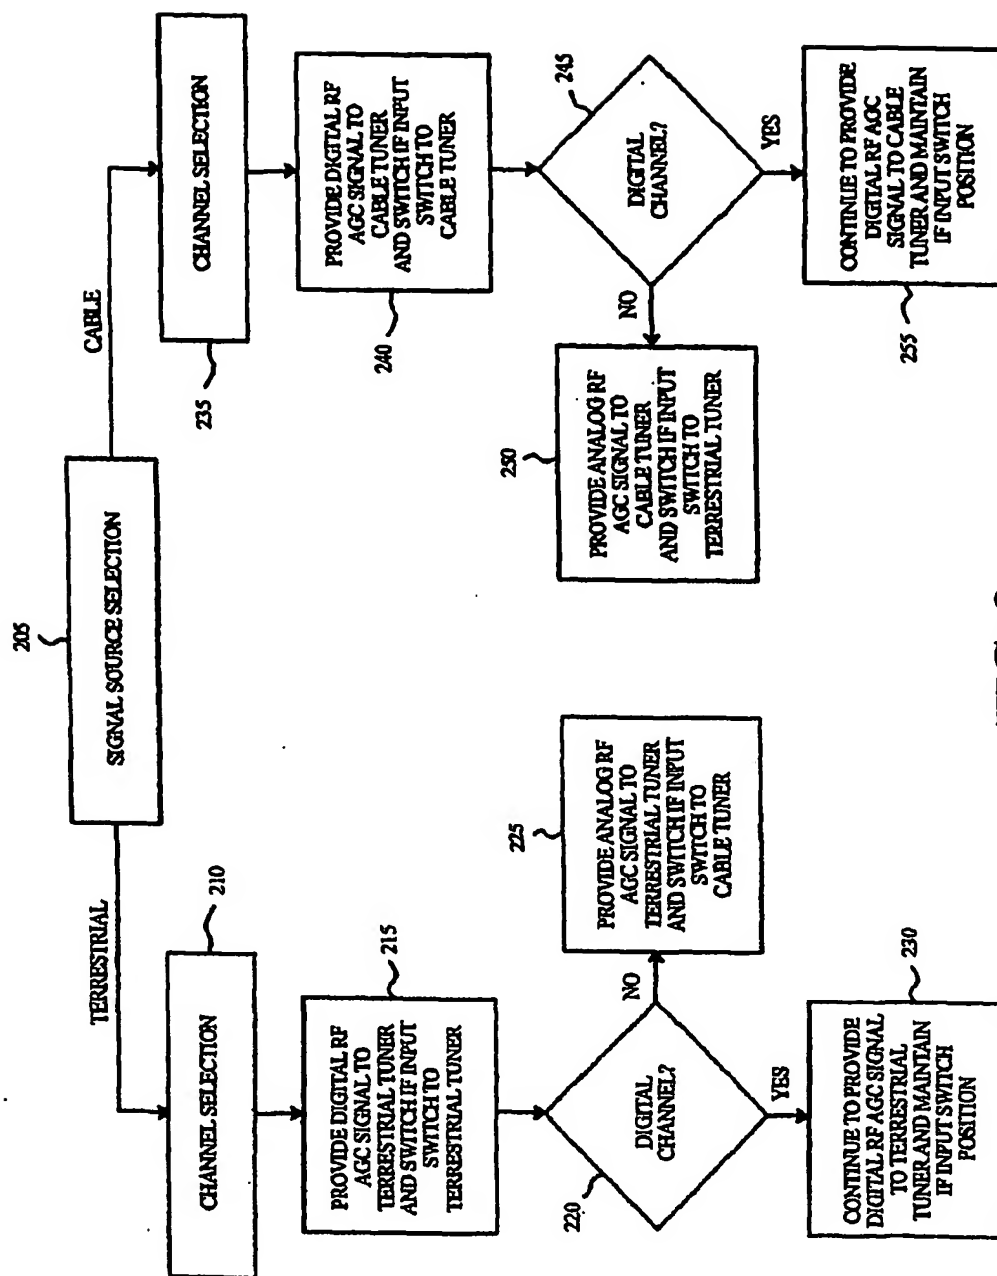 205
SIGNAL SOURCE SELECTION
TERRESTRIAL
CABLE
210
CHANNEL SELECTION
215
PROVIDE DIGITAL RF
AGC SIGNAL TO
TERRESTRIAL TUNER
AND SWITCH IF INPUT
SWITCH TO
TERRESTRIAL TUNER
220
DIGITAL
CHANNEL?
NO
225
PROVIDE ANALOG RF
AGC SIGNAL TO
TERRESTRIAL TUNER
AND SWITCH IF INPUT
SWITCH TO
CABLE TUNER
YES
230
CONTINUE TO PROVIDE
DIGITAL RF AGC SIGNAL
TO TERRESTRIAL
TUNER AND MAINTAIN
IF INPUT SWITCH
POSITION
235
CHANNEL SELECTION
240
PROVIDE DIGITAL RF
AGC SIGNAL TO
CABLE TUNER
AND SWITCH IF INPUT
SWITCH TO
CABLE TUNER
245
DIGITAL
CHANNEL?
NO
250
PROVIDE ANALOG RF
AGC SIGNAL TO
CABLE TUNER
AND SWITCH IF INPUT
SWITCH TO
TERRESTRIAL TUNER
YES
255
CONTINUE TO PROVIDE
DIGITAL RF AGC
SIGNAL TO CABLE
TUNER AND MAINTAIN
IF INPUT SWITCH
POSITION